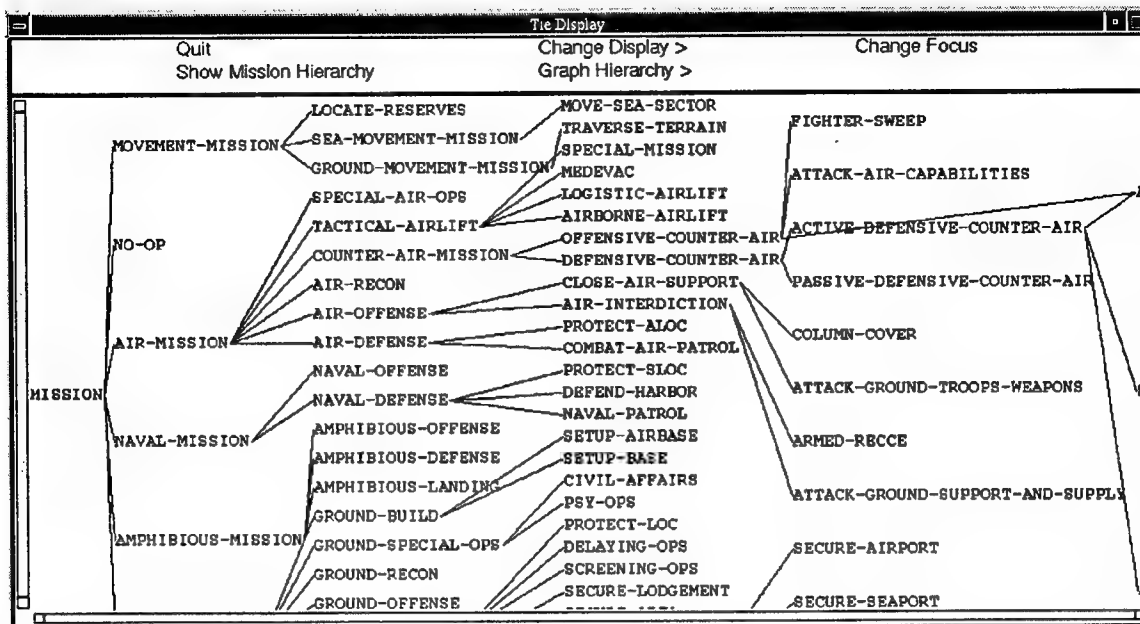 Tie Display
Quit
Change Display >
Change Focus
Show Mission Hierarchy
Graph Hierarchy >
MISSION
MOVEMENT-MISSION
NO-OP
AIR-MISSION
NAVAL-MISSION
AMPHIBIOUS-MISSION
LOCATE-RESERVES
SEA-MOVEMENT-MISSION
GROUND-MOVEMENT-MISSION
SPECIAL-AIR-OPS
TACTICAL-AIRLIFT
COUNTER-AIR-MISSION
AIR-RECON
AIR-OFFENSE
AIR-DEFENSE
NAVAL-OFFENSE
NAVAL-DEFENSE
AMPHIBIOUS-OFFENSE
AMPHIBIOUS-DEFENSE
AMPHIBIOUS-LANDING
GROUND-BUILD
GROUND-SPECIAL-OPS
GROUND-RECON
GROUND-OFFENSE
MOVE-SEA-SECTOR
TRAVERSE-TERRAIN
SPECIAL-MISSION
MEDEVAC
LOGISTIC-AIRLIFT
AIRBORNE-AIRLIFT
OFFENSIVE-COUNTER-AIR
DEFENSIVE-COUNTER-AIR
CLOSE-AIR-SUPPORT
AIR-INTERDICTION
PROTECT-ALOC
COMBAT-AIR-PATROL
PROTECT-SLOC
DEFEND-HARBOR
NAVAL-PATROL
SETUP-AIRBASE
SETUP-BASE
CIVIL-AFFAIRS
PSY-OPS
PROTECT-LOC
DELAYING-OPS
SCREENING-OPS
SECURE-LODGEMENT
FIGHTER-SWEEP
ATTACK-AIR-CAPABILITIES
ACTIVE-DEFENSIVE-COUNTER-AIR
PASSIVE-DEFENSIVE-COUNTER-AIR
COLUMN-COVER
ATTACK-GROUND-TROOPS-WEAPONS
ARMED-RECCE
ATTACK-GROUND-SUPPORT-AND-SUPPLY
SECURE-AIRPORT
SECURE-SEAPORT